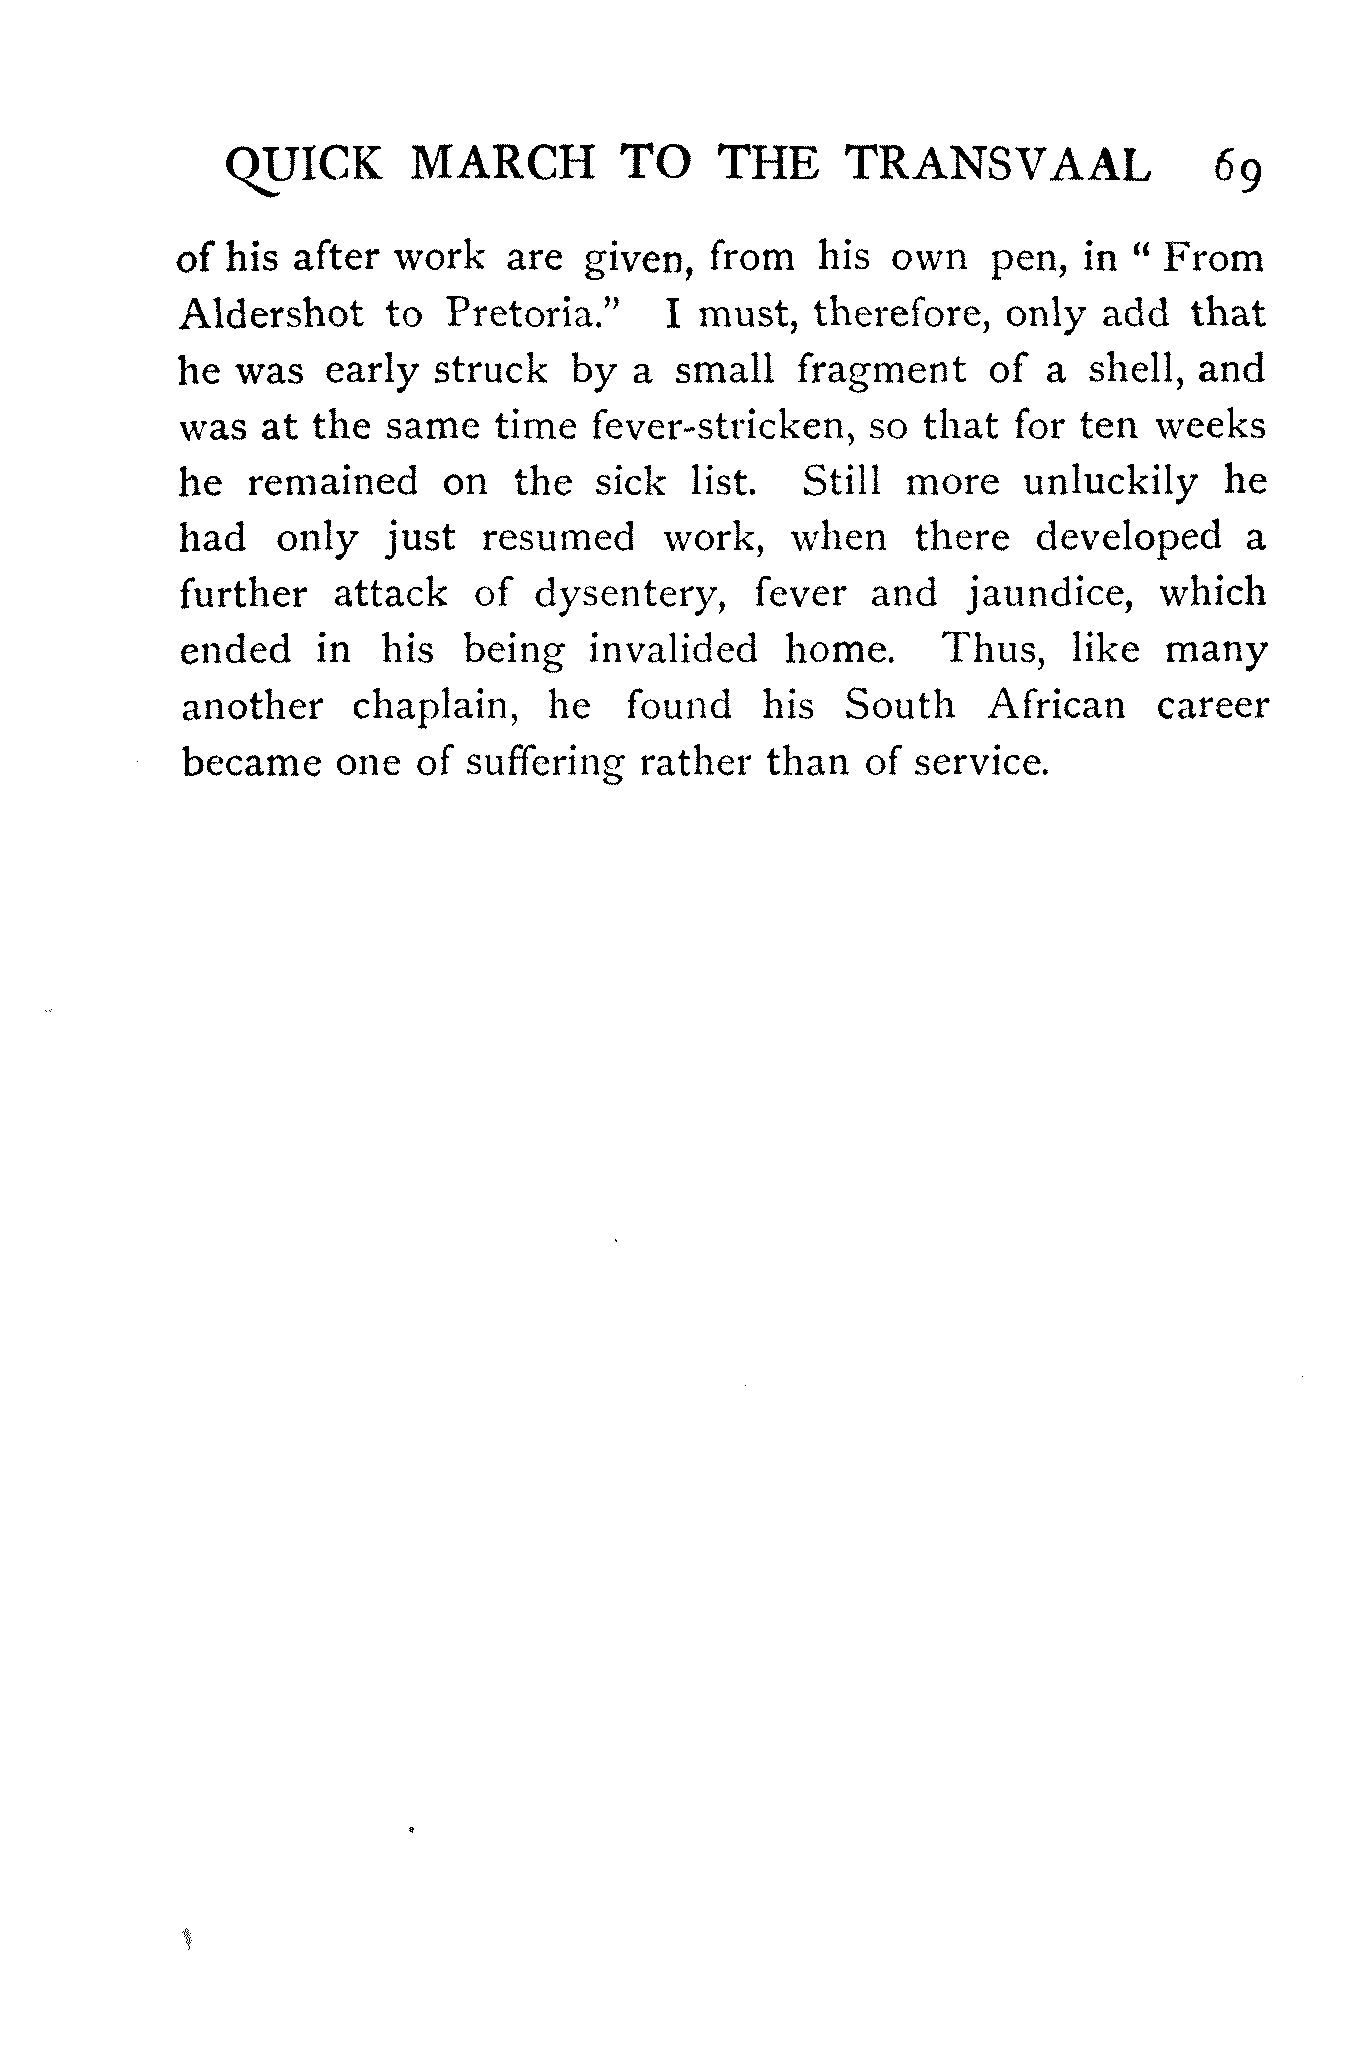 QUICK MARCH TO THE TRANSVAAL 69
of his after work are given, from his own pen, in “ From
Aldershot to Pretoria.” I must, therefore, only add that
he was early struck by a small fragment of a shell, and
was at the same time fever-stricken, so that for ten weeks
he remained on the sick list. Still more unluckily he
had only just resumed work, when there developed a
further attack of dysentery, fever and jaundice, which
ended in his being invalided home. Thus, like many
another chaplain, he found his South African career
became one of suffering rather than of service.